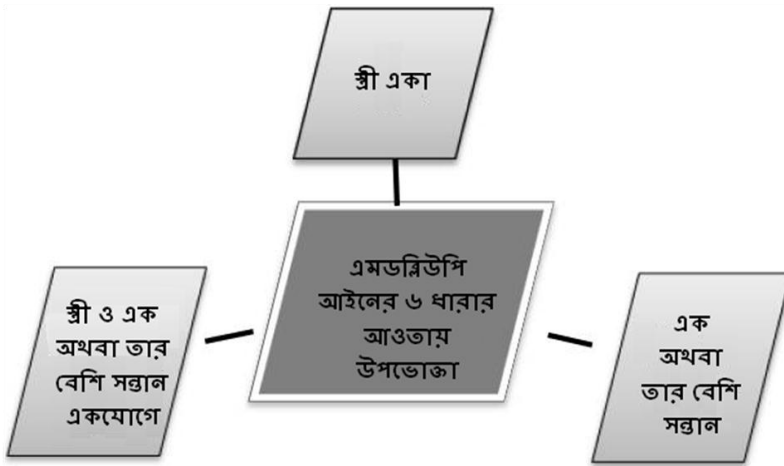 স্ত্রী একা
এমডব্লিউপি
আইনের ৬ ধারার
আওতায়
উপভোক্তা
স্ত্রী ও এক
অথবা তার
বেশি সন্তান
একযোগে
এক
অথবা
তার বেশি
সন্তান